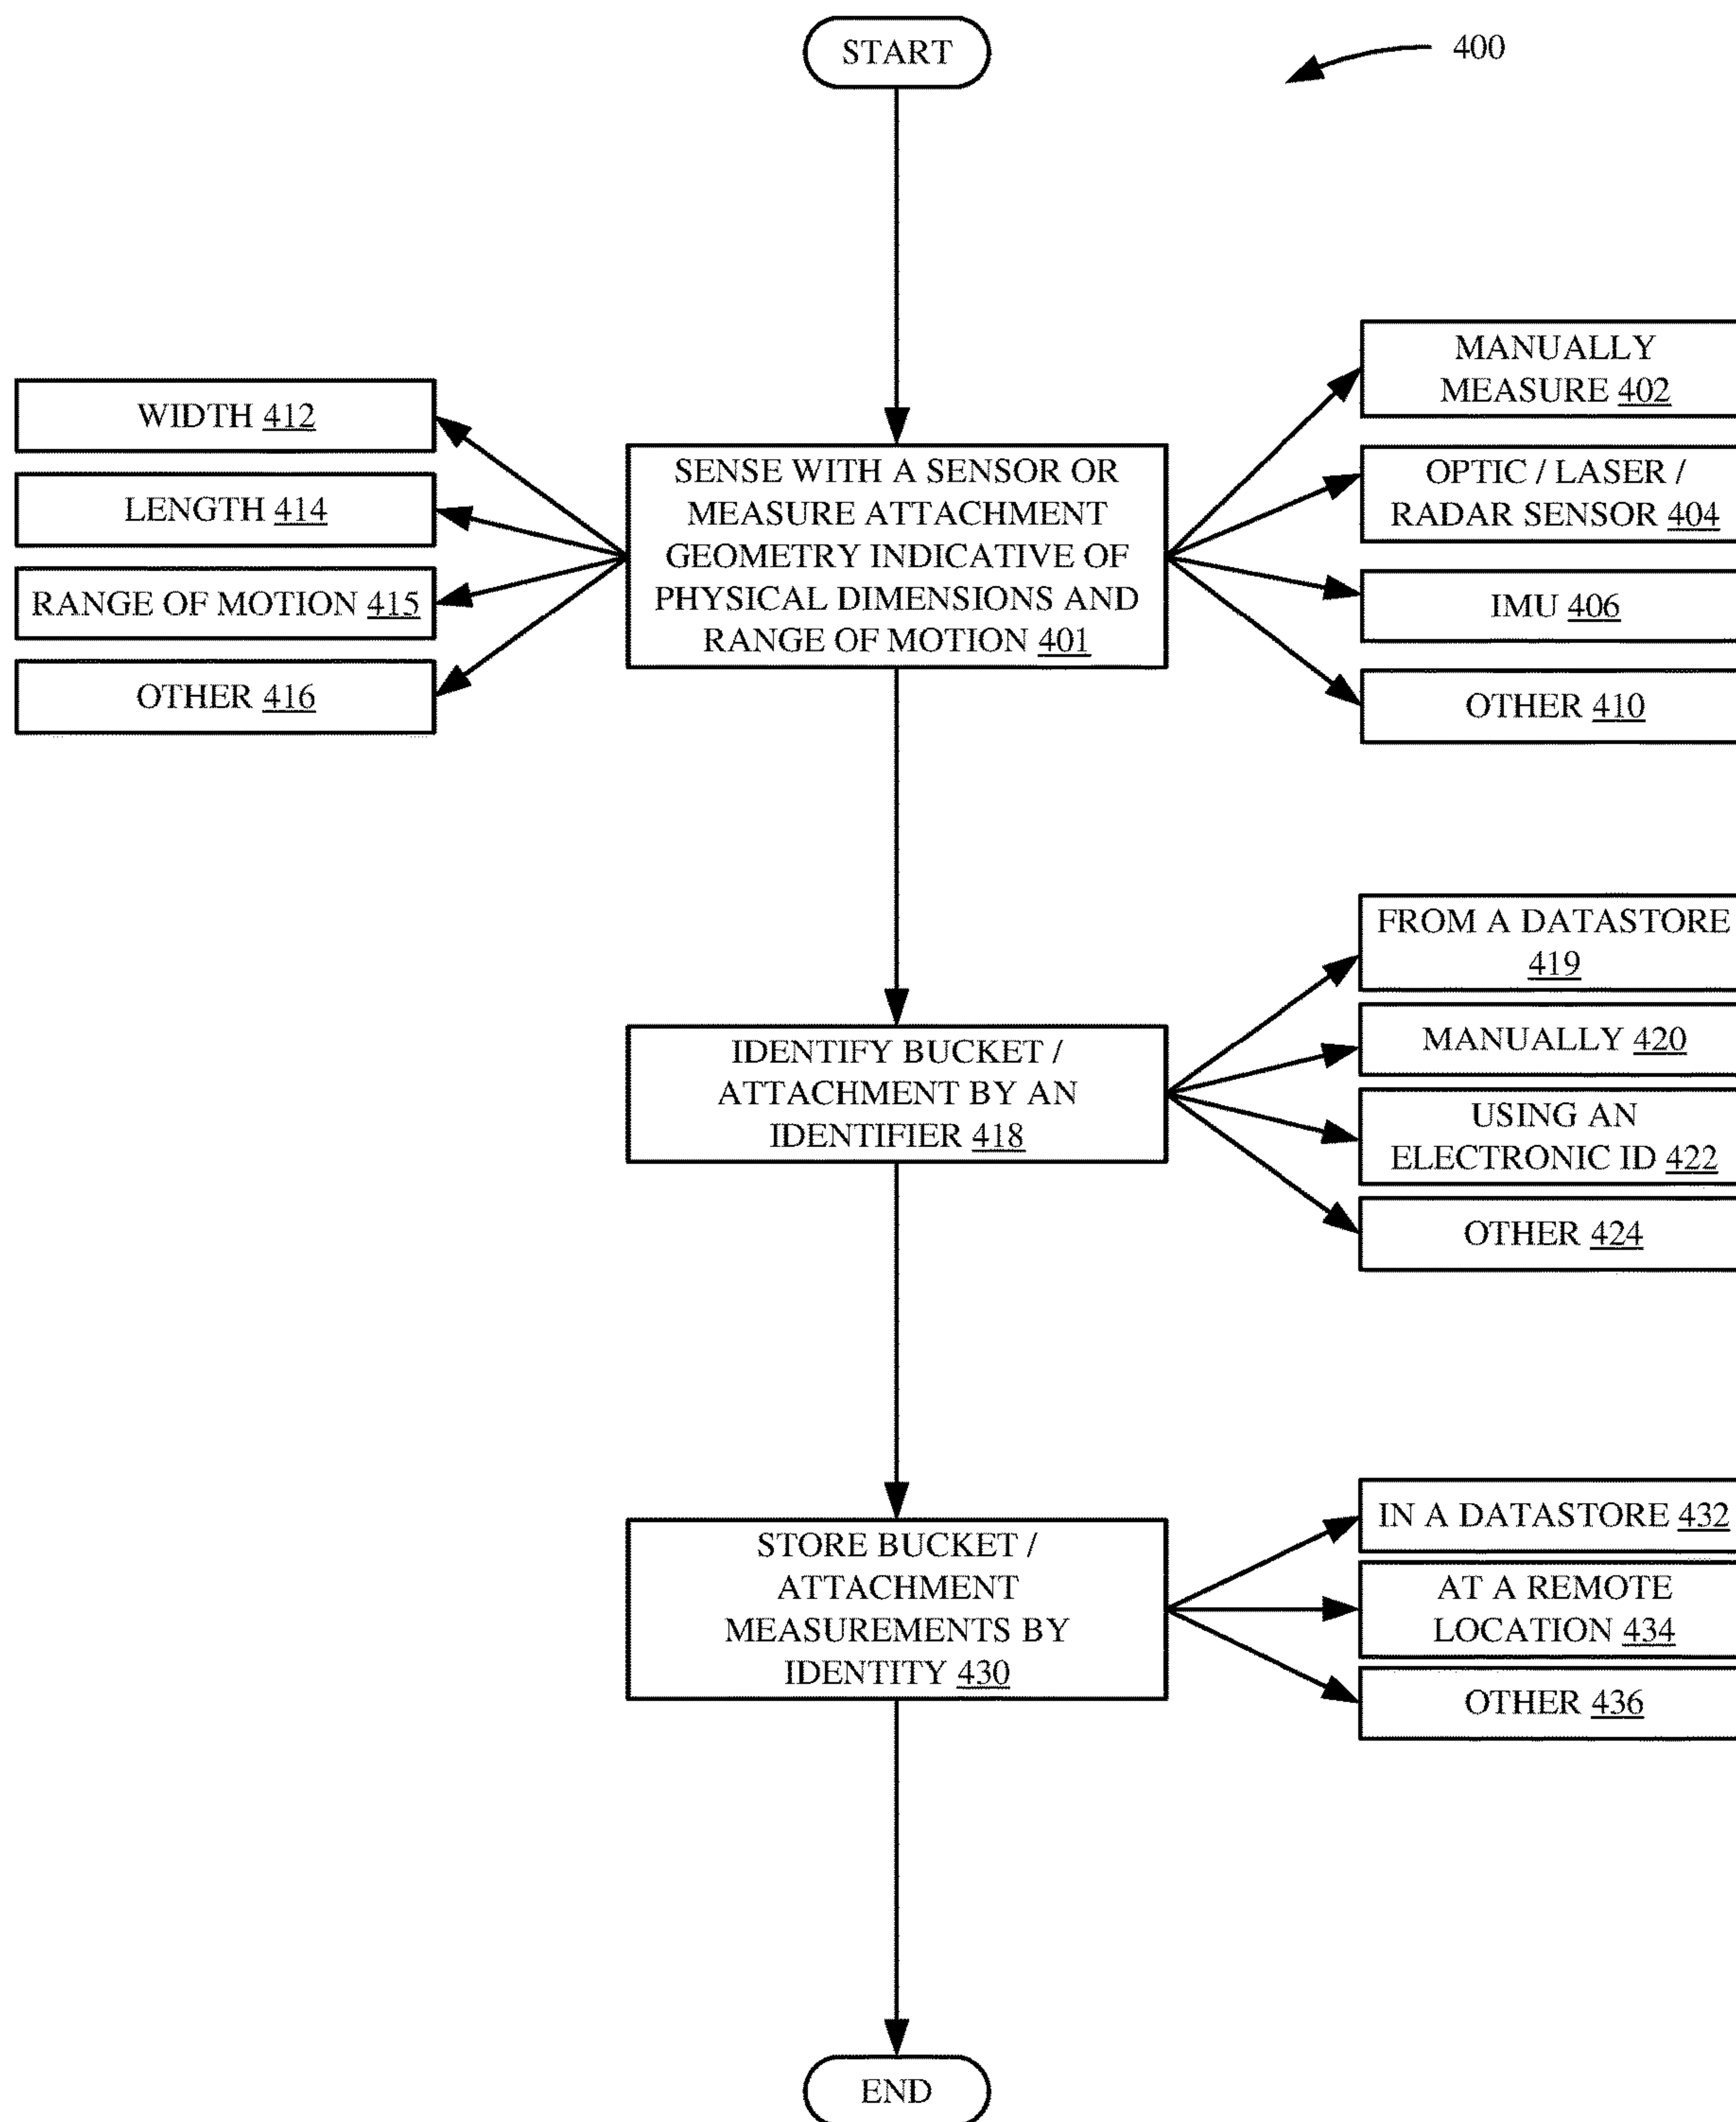 START
400
WIDTH 412
LENGTH 414
RANGE OF MOTION 415
OTHER 416
SENSE WITH A SENSOR OR
MEASURE ATTACHMENT
GEOMETRY INDICATIVE OF
PHYSICAL DIMENSIONS AND
RANGE OF MOTION 401
MANUALLY
MEASURE 402
OPTIC / LASER /
RADAR SENSOR 404
IMU 406
OTHER 410
IDENTIFY BUCKET /
ATTACHMENT BY AN
IDENTIFIER 418
FROM A DATASTORE
419
MANUALLY 420
USING AN
ELECTRONIC ID 422
OTHER 424
STORE BUCKET /
ATTACHMENT
MEASUREMENTS BY
IDENTITY 430
IN A DATASTORE 432
AT A REMOTE
LOCATION 434
OTHER 436
END